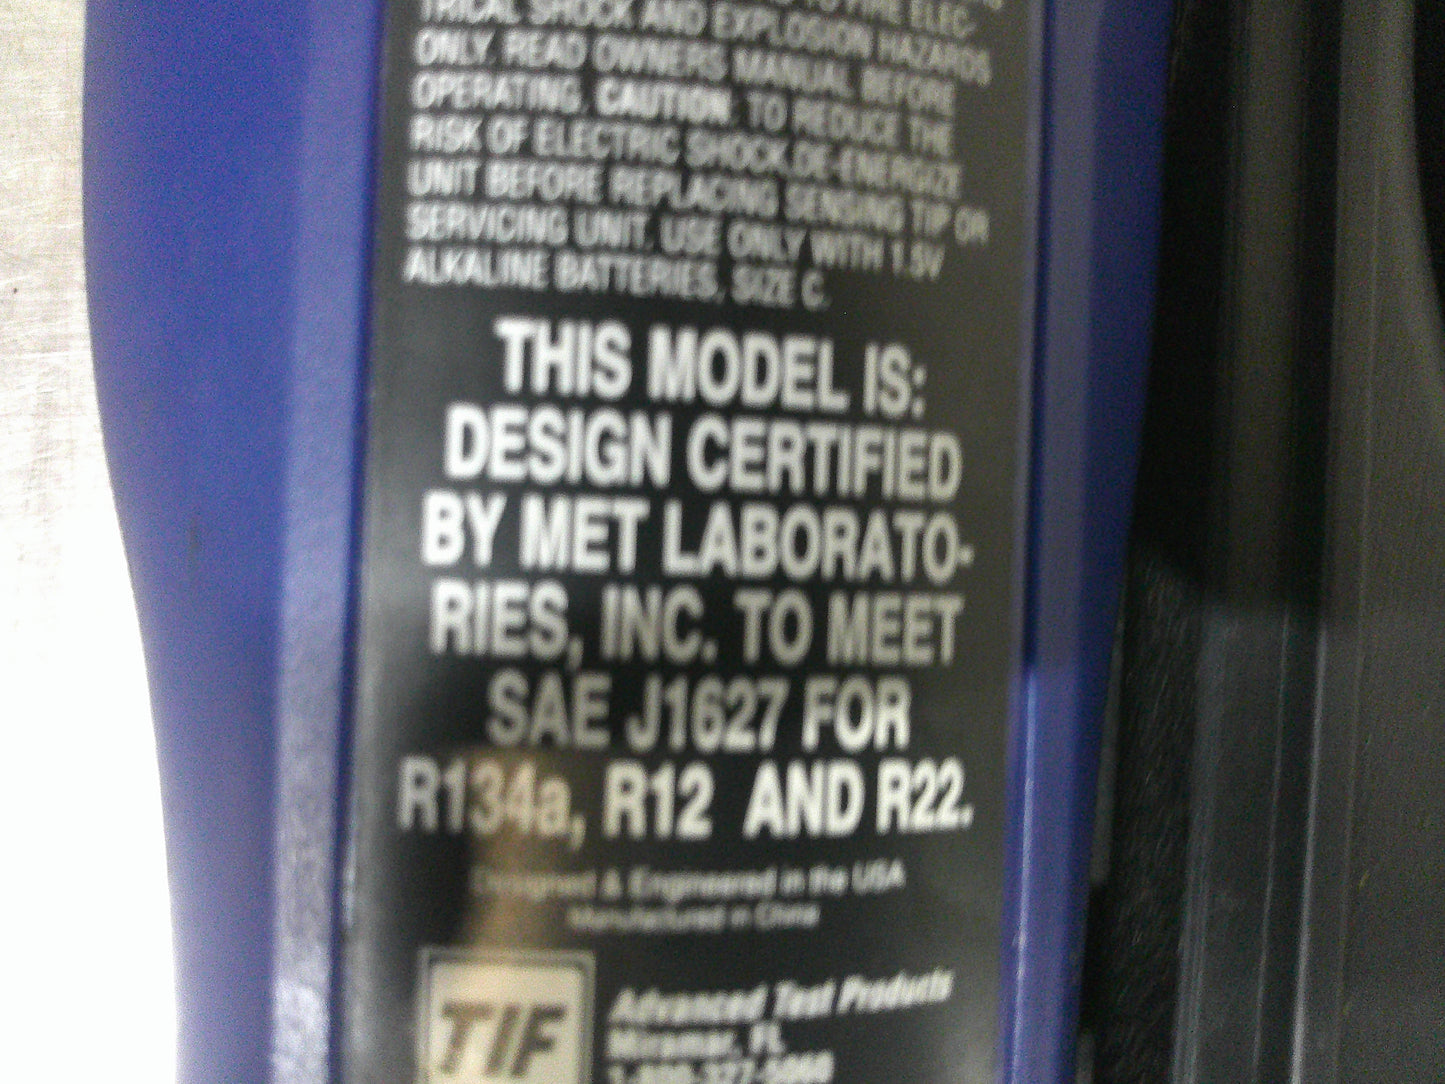 TO FIRE ELEC-
TRICAL SHOCK AND EXPLOSION HAZARDS
ONLY. READ OWNERS MANUAL BEFORE
OPERATING. CAUTION. TO REDUCE THE
RISK OF ELECTRIC SHOCK, DE-ENERGIZE
UNIT BEFORE REPLACING SENSING TIP OR
SERVICING UNIT. USE ONLY WITH 1.5V
ALKALINE BATTERIES, SIZE C.
THIS MODEL IS:
DESIGN CERTIFIED
BY MET LABORATO-
RIES, INC. TO MEET
SAE J1627 FOR
R134a, R12 AND R22.
Designed & Engineered in the USA
Manufactured in China
TIF
Advanced Test Products
Miramar, FL